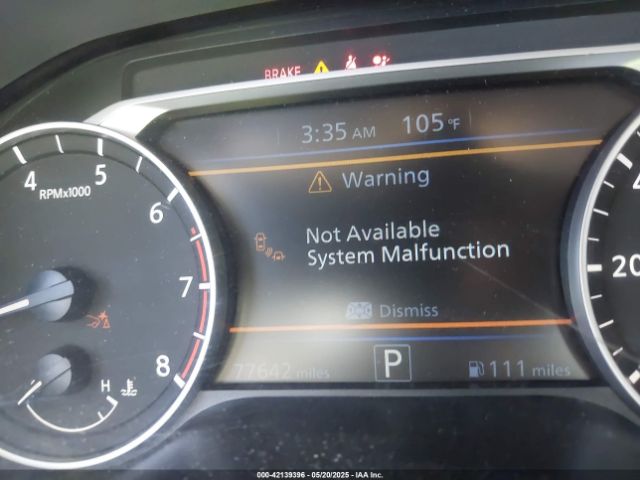 BRAKE
3:35 AM 105 °F
4 5 6 7 8
RPMx1000
Warning
Not Available
System Malfunction
Dismiss
77642 miles
P
111 miles
H
4
20
000-42139396 - 05/20/2025 - IAA Inc.